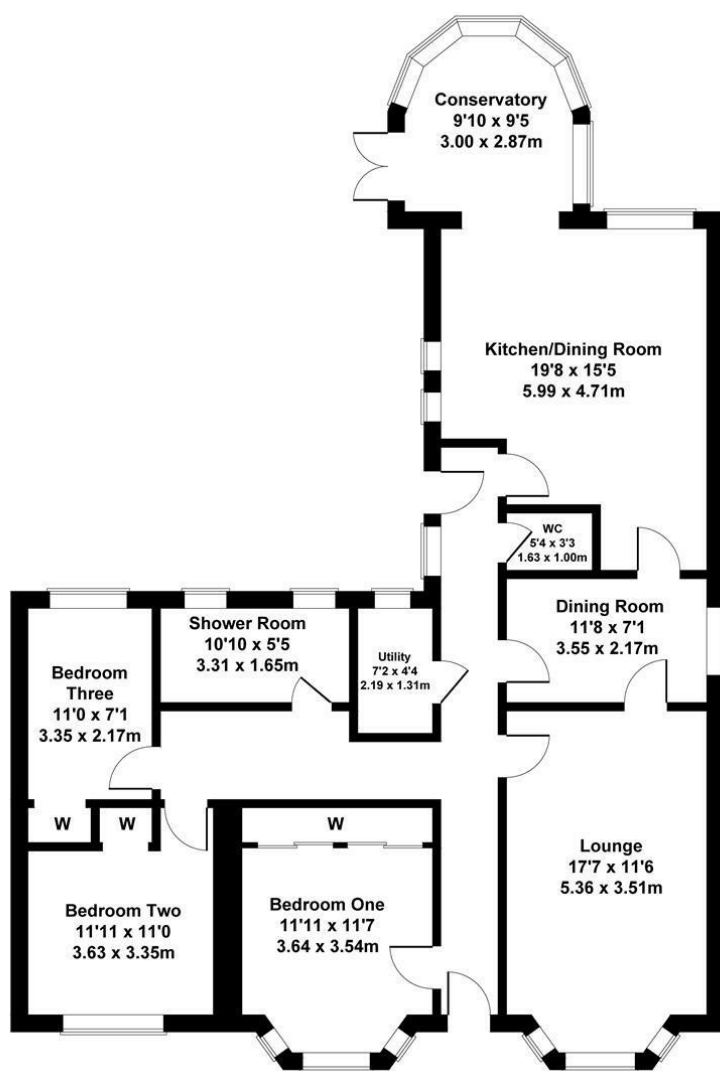 Conservatory
9'10 x 9'5
3.00 x 2.87m
Kitchen/Dining Room
19'8 x 15'5
5.99 x 4.71m
WC
5'4 x 3'3
1.63 x 1.00m
Dining Room
11'8 x 7'1
3.55 x 2.17m
Shower Room
10'10 x 5'5
3.31 x 1.65m
Utility
7'2 x 4'4
2.19 x 1.31m
Bedroom
Three
11'0 x 7'1
3.35 x 2.17m
W
W
W
Lounge
17'7 x 11'6
5.36 x 3.51m
Bedroom Two
11'11 x 11'0
3.63 x 3.35m
Bedroom One
11'11 x 11'7
3.64 x 3.54m